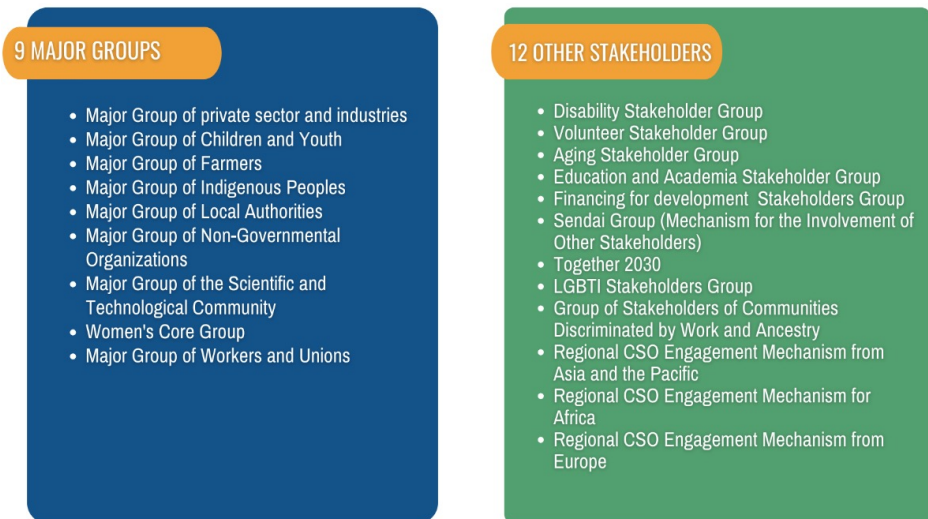 9 MAJOR GROUPS
• Major Group of private sector and industries
• Major Group of Children and Youth
• Major Group of Farmers
• Major Group of Indigenous Peoples
• Major Group of Local Authorities
• Major Group of Non-Governmental
Organizations
• Major Group of the Scientific and
Technological Community
• Women's Core Group
• Major Group of Workers and Unions
12 OTHER STAKEHOLDERS
• Disability Stakeholder Group
• Volunteer Stakeholder Group
• Aging Stakeholder Group
• Education and Academia Stakeholder Group
• Financing for development Stakeholders Group
• Sendai Group (Mechanism for the Involvement of
Other Stakeholders)
• Together 2030
• LGBTI Stakeholders Group
• Group of Stakeholders of Communities
Discriminated by Work and Ancestry
• Regional CSO Engagement Mechanism from
Asia and the Pacific
• Regional CSO Engagement Mechanism for
Africa
• Regional CSO Engagement Mechanism from
Europe